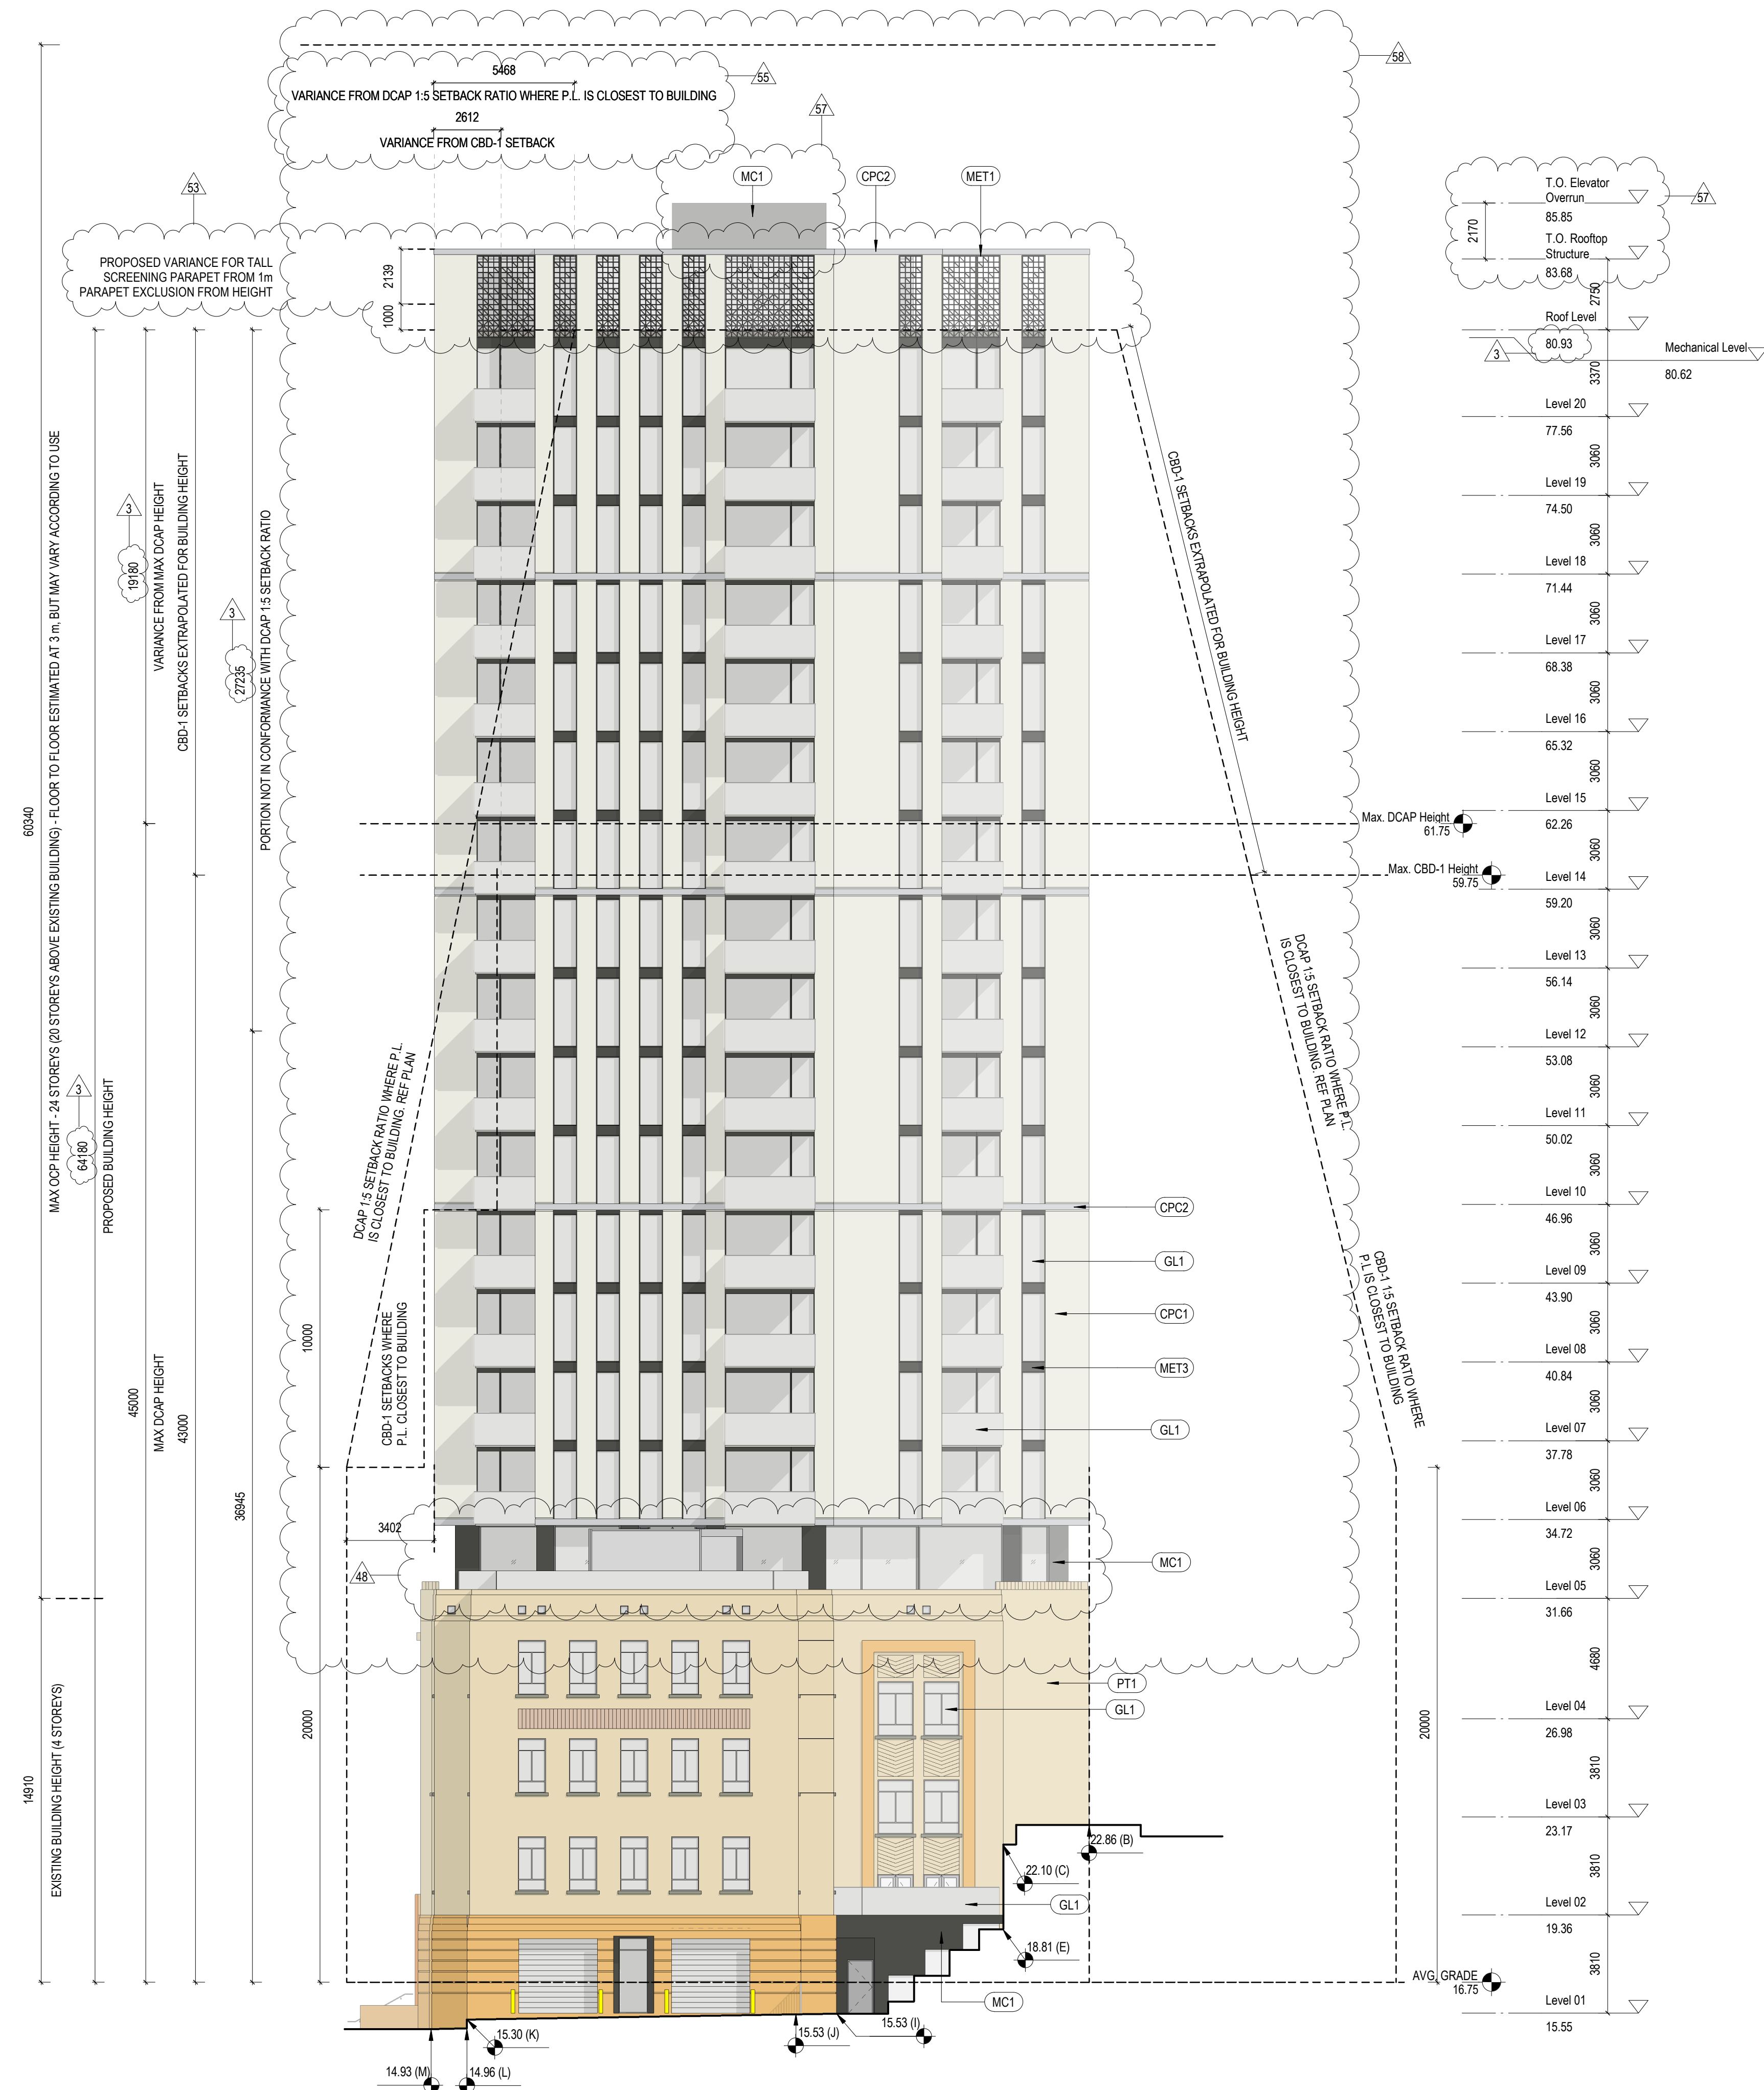 58
5468
55
VARIANCE FROM DCAP 1:5 SETBACK RATIO WHERE P.L. IS CLOSEST TO BUILDING
2612
VARIANCE FROM CBD-1 SETBACK
57
53
MC1
CPC2
MET1
T.O. Elevator
Overrun
85.85
57
2170
T.O. Rooftop
Structure
83.68
PROPOSED VARIANCE FOR TALL
SCREENING PARAPET FROM 1m
PARAPET EXCLUSION FROM HEIGHT
2139
1000
2750
Roof Level
80.93
3
Mechanical Level
80.62
3370
Level 20
77.56
3060
Level 19
74.50
3060
Level 18
71.44
3060
Level 17
68.38
3060
Level 16
65.32
3060
Level 15
62.26
3060
Max. DCAP Height
61.75
Max. CBD-1 Height
59.75
Level 14
59.20
3060
Level 13
56.14
3060
Level 12
53.08
3060
Level 11
50.02
3060
Level 10
46.96
3060
Level 09
43.90
3060
Level 08
40.84
3060
Level 07
37.78
3060
Level 06
34.72
3060
Level 05
31.66
4680
Level 04
26.98
3810
Level 03
23.17
3810
Level 02
19.36
3810
AVG. GRADE
16.75
Level 01
15.55
60340
MAX OCP HEIGHT - 24 STOREYS (20 STOREYS ABOVE EXISTING BUILDING) - FLOOR TO FLOOR ESTIMATED AT 3 m, BUT MAY VARY ACCORDING TO USE
14910
EXISTING BUILDING HEIGHT (4 STOREYS)
3
64180
PROPOSED BUILDING HEIGHT
3
19180
VARIANCE FROM MAX DCAP HEIGHT
45000
MAX DCAP HEIGHT
CBD-1 SETBACKS EXTRAPOLATED FOR BUILDING HEIGHT
43000
3
27235
PORTION NOT IN CONFORMANCE WITH DCAP 1:5 SETBACK RATIO
36945
10000
20000
DCAP 1:5 SETBACK RATIO WHERE P.L.
IS CLOSEST TO BUILDING. REF PLAN
CBD-1 SETBACKS WHERE
P.L. CLOSEST TO BUILDING
3402
48
CBD-1 SETBACKS EXTRAPOLATED FOR BUILDING HEIGHT
DCAP 1:5 SETBACK RATIO WHERE P.L.
IS CLOSEST TO BUILDING. REF PLAN
CBD-1 1:5 SETBACK RATIO WHERE
P.L IS CLOSEST TO BUILDING
20000
CPC2
GL1
CPC1
MET3
GL1
MC1
PT1
GL1
22.86 (B)
22.10 (C)
GL1
18.81 (E)
MC1
15.53 (I)
15.53 (J)
15.30 (K)
14.93 (M)
14.96 (L)